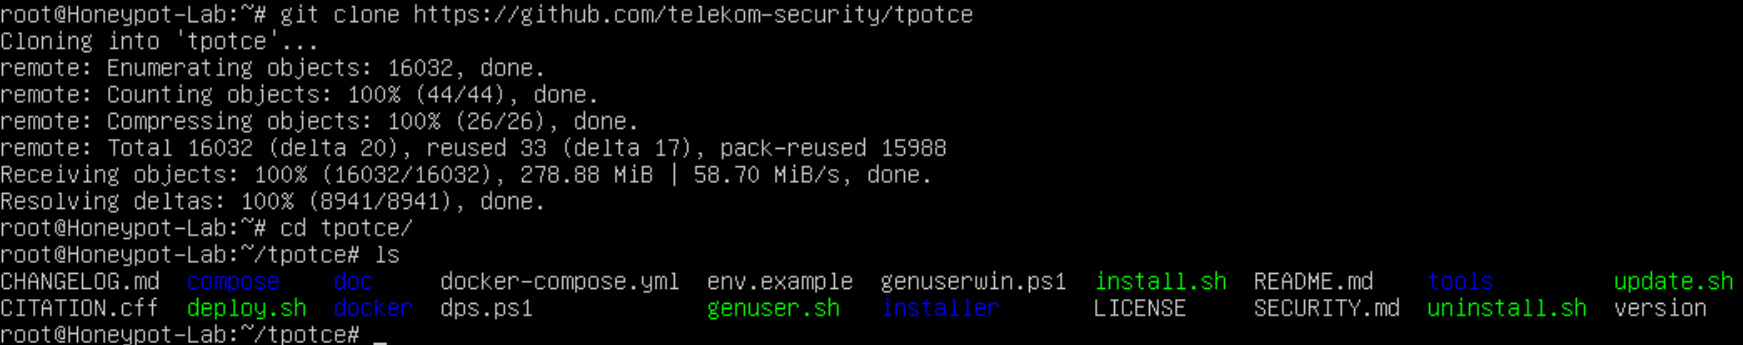 root@Honeypot-Lab:~# git clone https://github.com/telekom-security/tpotce
Cloning into 'tpotce'...
remote: Enumerating objects: 16032, done.
remote: Counting objects: 100% (44/44), done.
remote: Compressing objects: 100% (26/26), done.
remote: Total 16032 (delta 20), reused 33 (delta 17), pack-reused 15988
Receiving objects: 100% (16032/16032), 278.88 MiB | 58.70 MiB/s, done.
Resolving deltas: 100% (8941/8941), done.
root@Honeypot-Lab:~# cd tpotce/
root@Honeypot-Lab:~/tpotce# ls
CHANGELOG.md  compose    doc     docker-compose.yml  env.example  genuserwin.ps1  install.sh  README.md    tools         update.sh
CITATION.cff  deploy.sh  docker  dps.ps1             genuser.sh   installer       LICENSE     SECURITY.md  uninstall.sh  version
root@Honeypot-Lab:~/tpotce# _